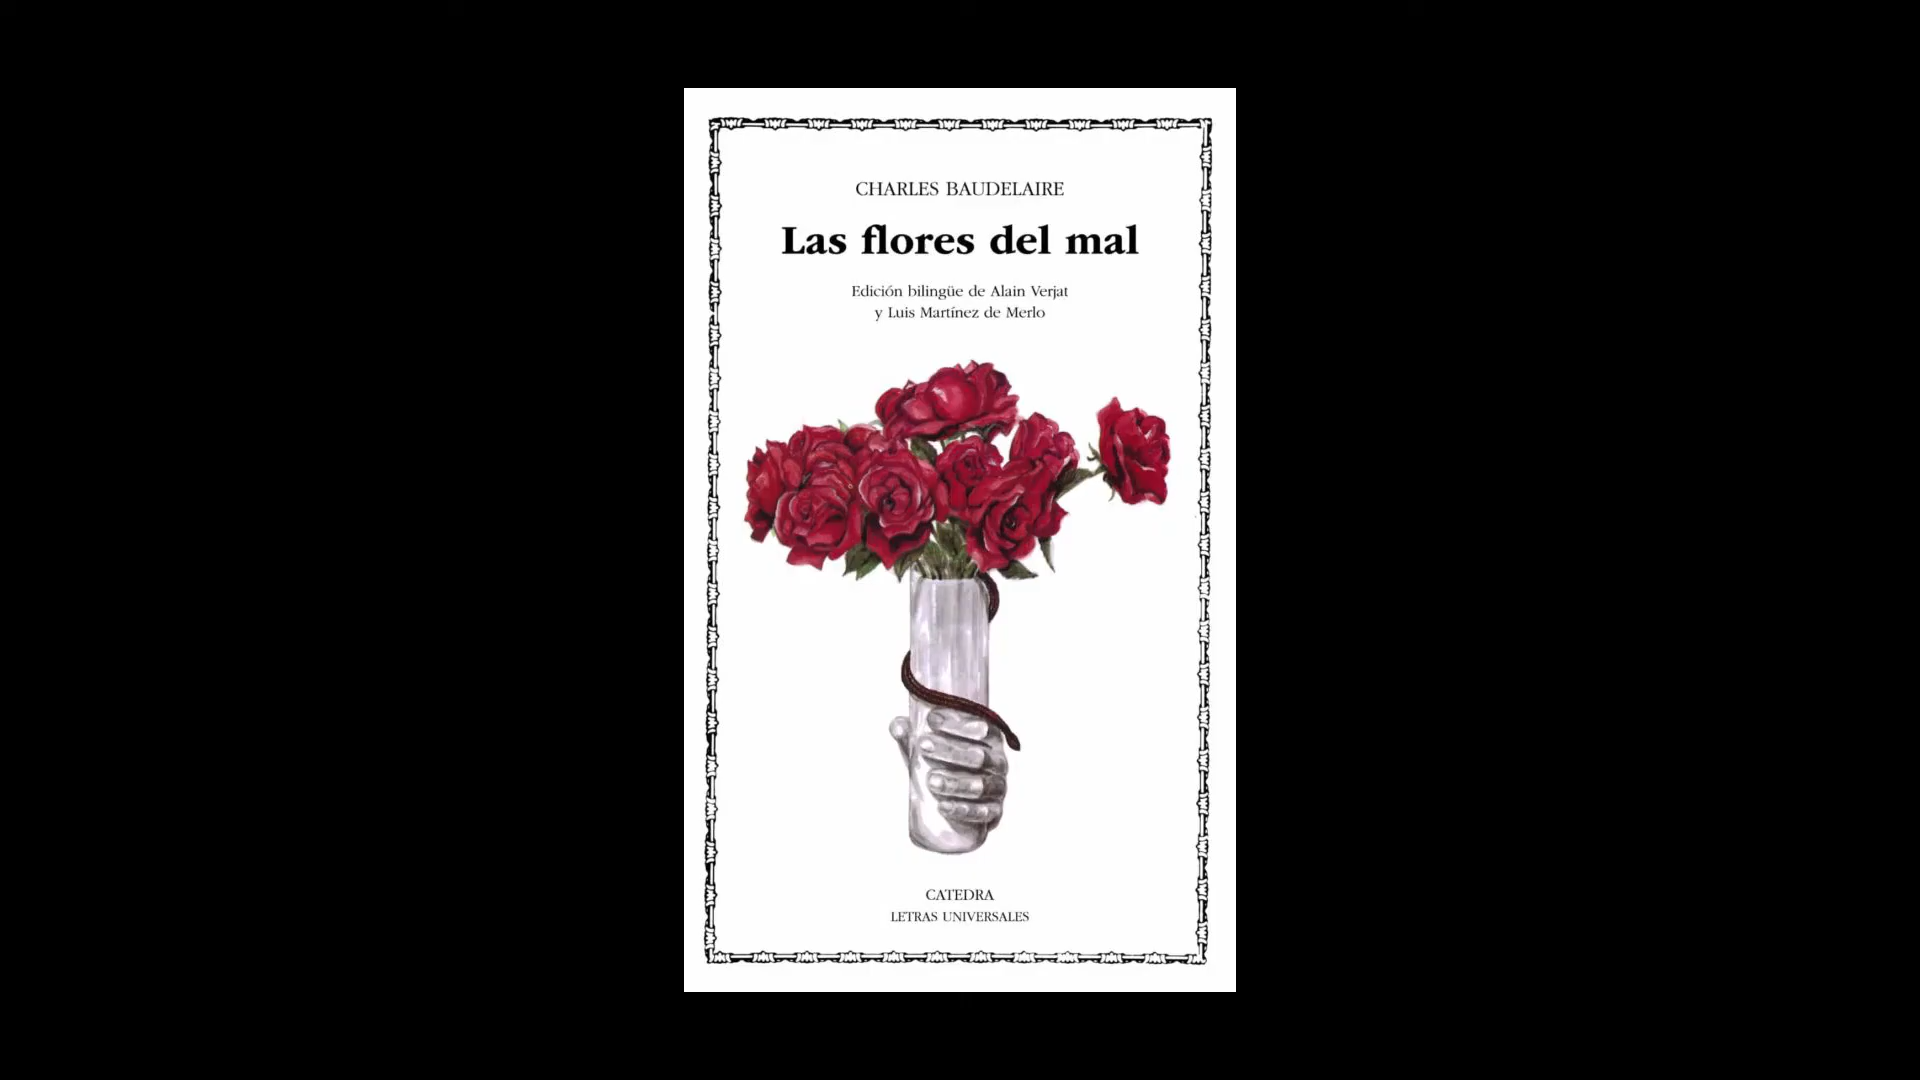 CHARLES BAUDELAIRE
Las flores del mal
Edición bilingüe de Alain Verjat
y Luis Martínez de Merlo
CATEDRA
LETRAS UNIVERSALES